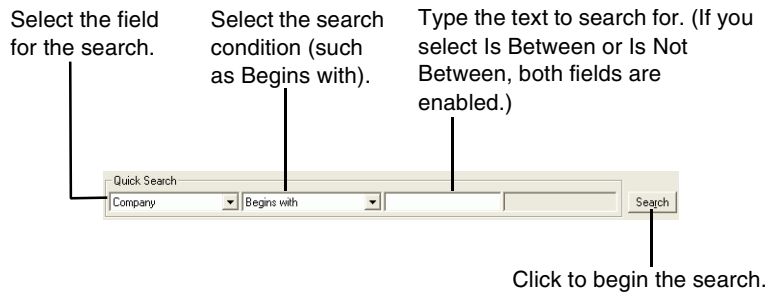 Select the field
for the search.
Select the search
condition (such
as Begins with).
Type the text to search for. (If you
select Is Between or Is Not
Between, both fields are
enabled.)
Quick Search
Company
Begins with
Search
Click to begin the search.